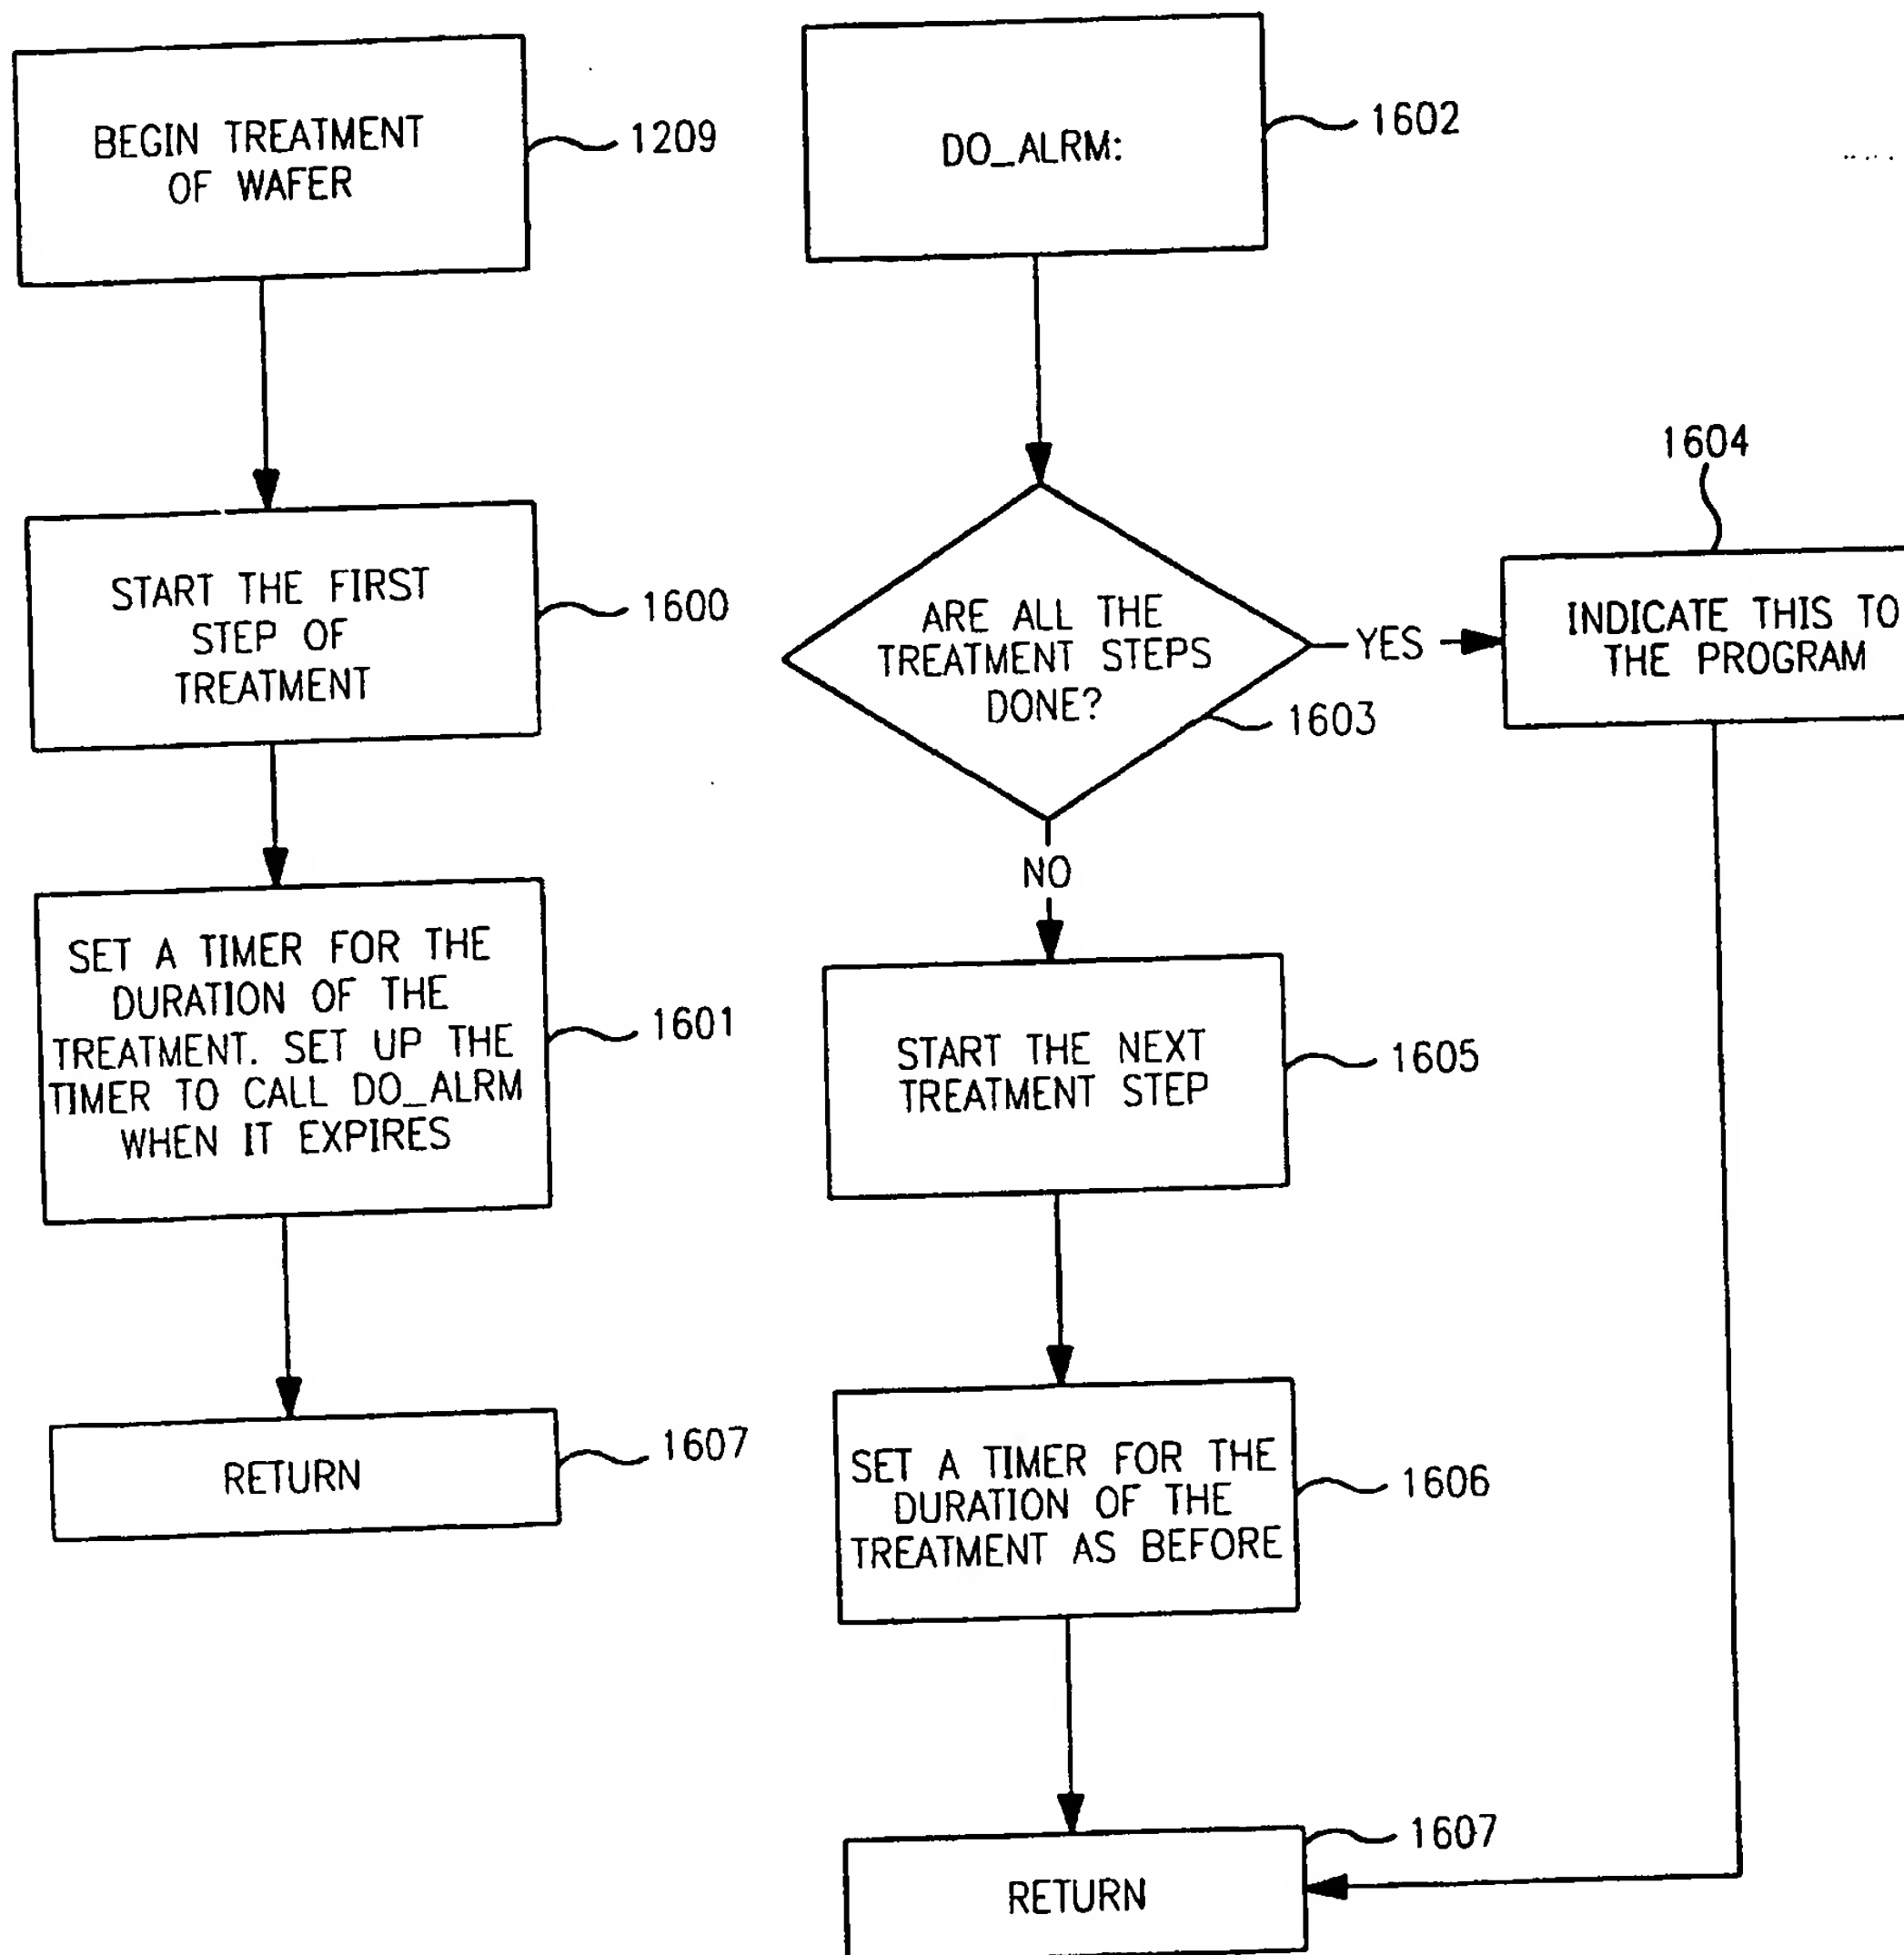 BEGIN TREATMENT
OF WAFER
1209
START THE FIRST
STEP OF
TREATMENT
1600
SET A TIMER FOR THE
DURATION OF THE
TREATMENT. SET UP THE
TIMER TO CALL DO_ALRM
WHEN IT EXPIRES
1601
RETURN
1607
DO_ALRM:
1602
ARE ALL THE
TREATMENT STEPS
DONE?
1603
YES
1604
INDICATE THIS TO
THE PROGRAM
NO
START THE NEXT
TREATMENT STEP
1605
SET A TIMER FOR THE
DURATION OF THE
TREATMENT AS BEFORE
1606
RETURN
1607